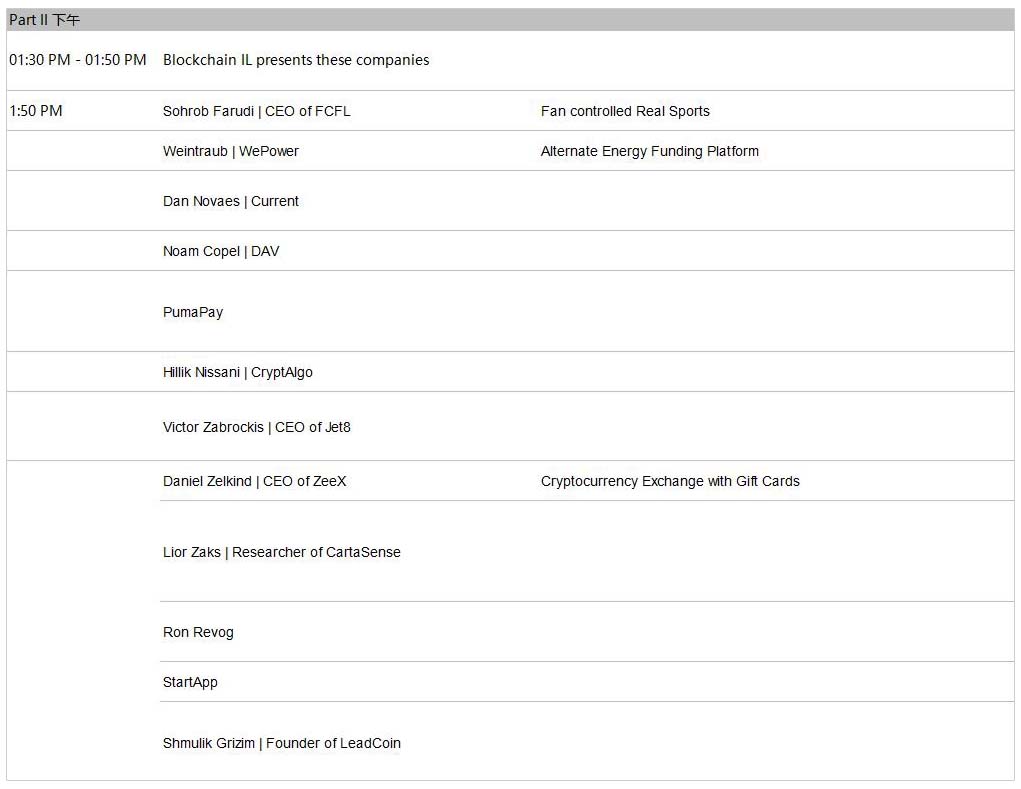 Part II 下午
01:30 PM - 01:50 PM Blockchain IL presents these companies
1:50 PM Sohrob Farudi | CEO of FCFL Fan controlled Real Sports
Weintraub | WePower Alternate Energy Funding Platform
Dan Novaes | Current
Noam Copel | DAV
PumaPay
Hillik Nissani | CryptAlgo
Victor Zabrockis | CEO of Jet8
Daniel Zelkind | CEO of ZeeX Cryptocurrency Exchange with Gift Cards
Lior Zaks | Researcher of CartaSense
Ron Revog
StartApp
Shmulik Grizim | Founder of LeadCoin